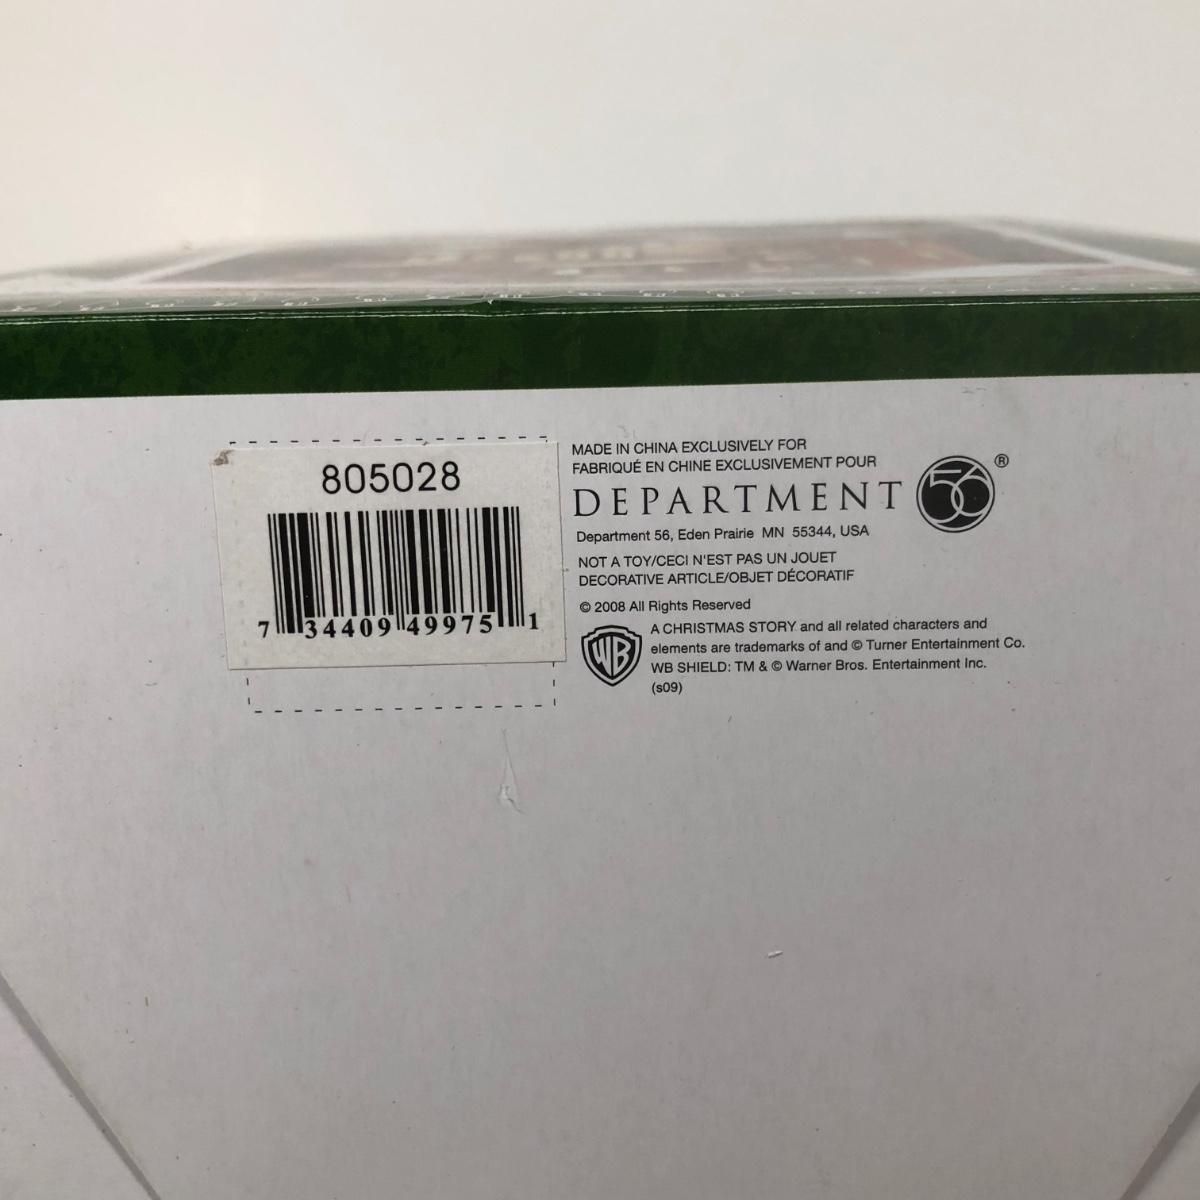 805028
7 34409 49975 1
MADE IN CHINA EXCLUSIVELY FOR
FABRIQUÉ EN CHINE EXCLUSIVEMENT POUR
DEPARTMENT 56®
Department 56, Eden Prairie MN 55344, USA
NOT A TOY/CECI N'EST PAS UN JOUET
DECORATIVE ARTICLE/OBJET DÉCORATIF
© 2008 All Rights Reserved
WB
A CHRISTMAS STORY and all related characters and
elements are trademarks of and © Turner Entertainment Co.
WB SHIELD: TM & © Warner Bros. Entertainment Inc.
(s09)